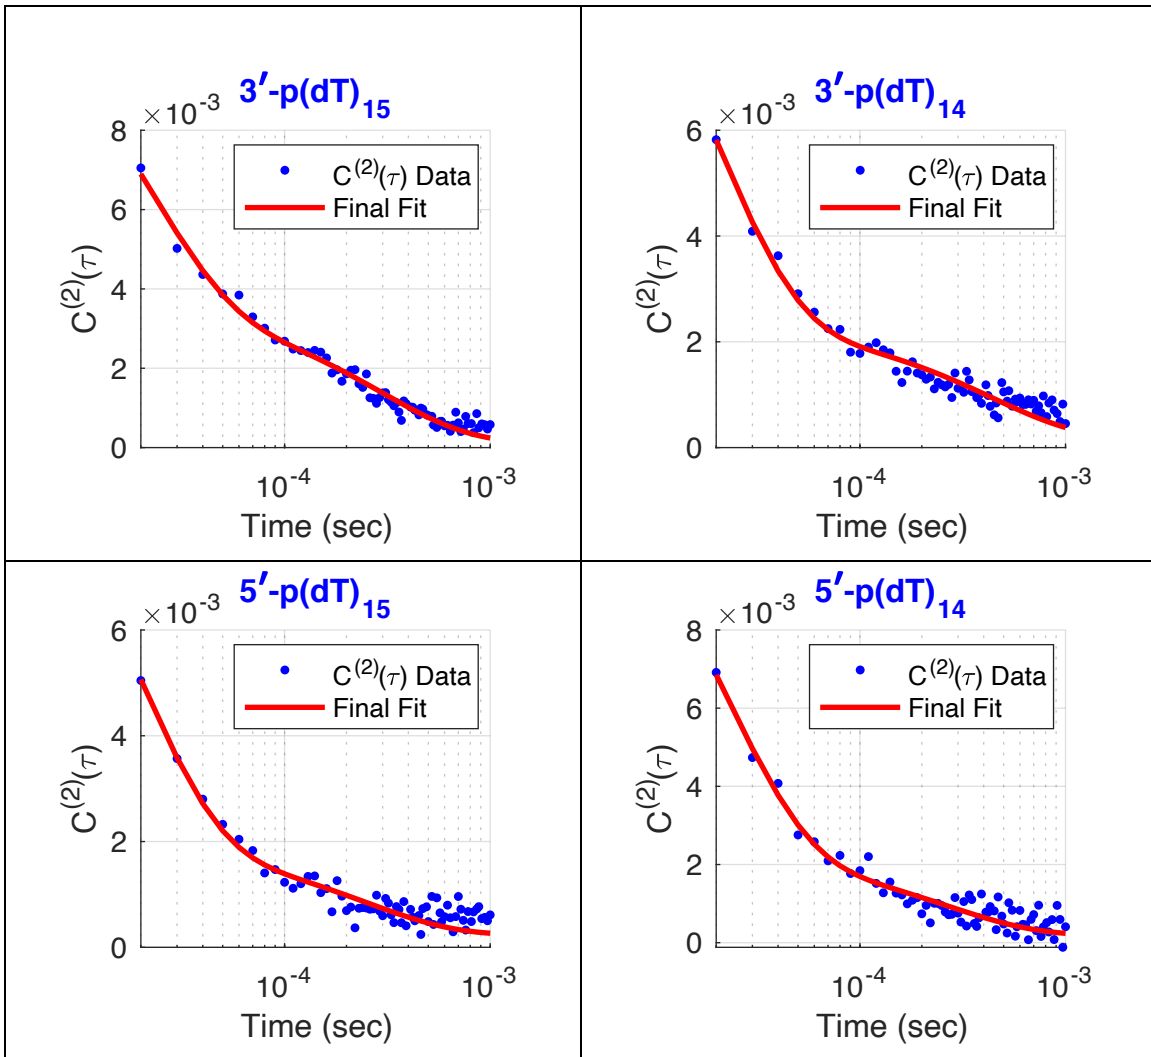 3′-p(dT)15
×10-3
8
6
4
2
0
C(2)(τ)
C(2)(τ) Data
Final Fit
10-4
10-3
Time (sec)
3′-p(dT)14
×10-3
6
4
2
0
C(2)(τ)
C(2)(τ) Data
Final Fit
10-4
10-3
Time (sec)
5′-p(dT)15
×10-3
6
4
2
0
C(2)(τ)
C(2)(τ) Data
Final Fit
10-4
10-3
Time (sec)
5′-p(dT)14
×10-3
8
6
4
2
0
C(2)(τ)
C(2)(τ) Data
Final Fit
10-4
10-3
Time (sec)